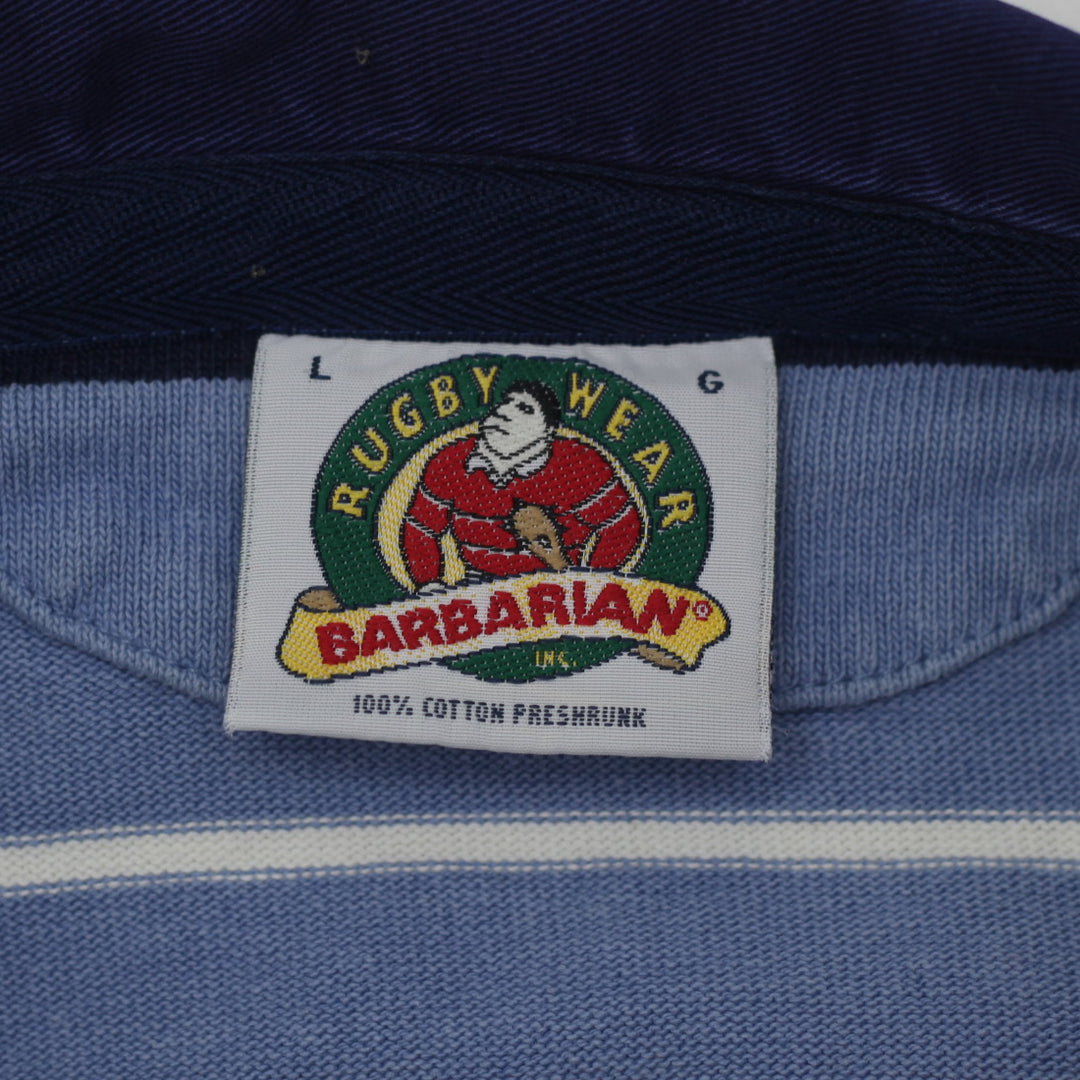 L G
RUGBY WEAR
BARBARIAN®
INC.
100% COTTON PRESHRUNK